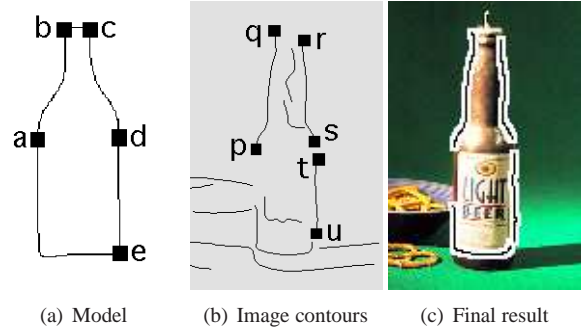 b c
a d
e
q r
p s
t
u
LIGHT
BEER
(a) Model (b) Image contours (c) Final result